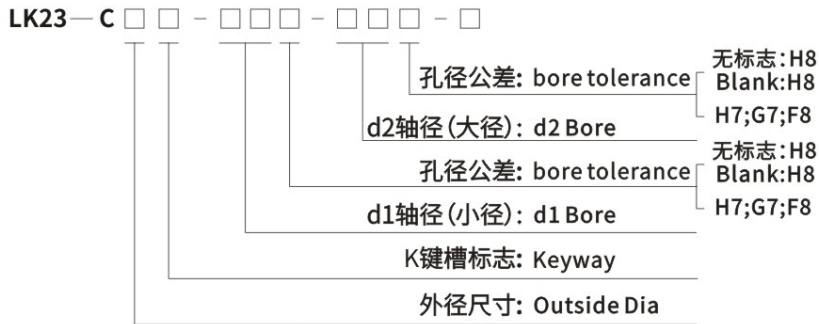 LK23—C□□-□□□-□□□-□
无标志:H8
孔径公差: bore tolerance
Blank:H8
H7;G7;F8
d2轴径(大径): d2 Bore
无标志:H8
孔径公差: bore tolerance
Blank:H8
H7;G7;F8
d1轴径(小径): d1 Bore
K键槽标志: Keyway
外径尺寸: Outside Dia